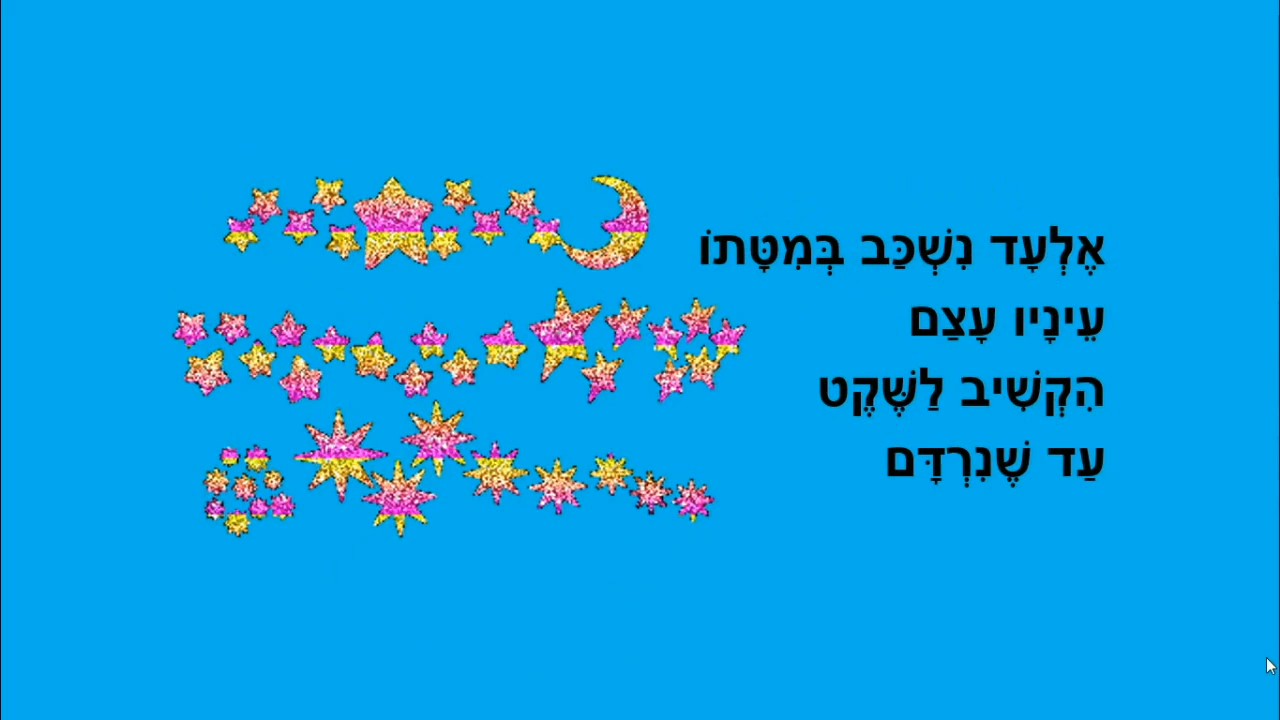 אֶלְעָד נִשְׁכַּב בְּמִטָּתוֹ
עֵינָיו עָצַם
הִקְשִׁיב לַשֶּׁקֶט
עַד שֶׁנִרְדָּם